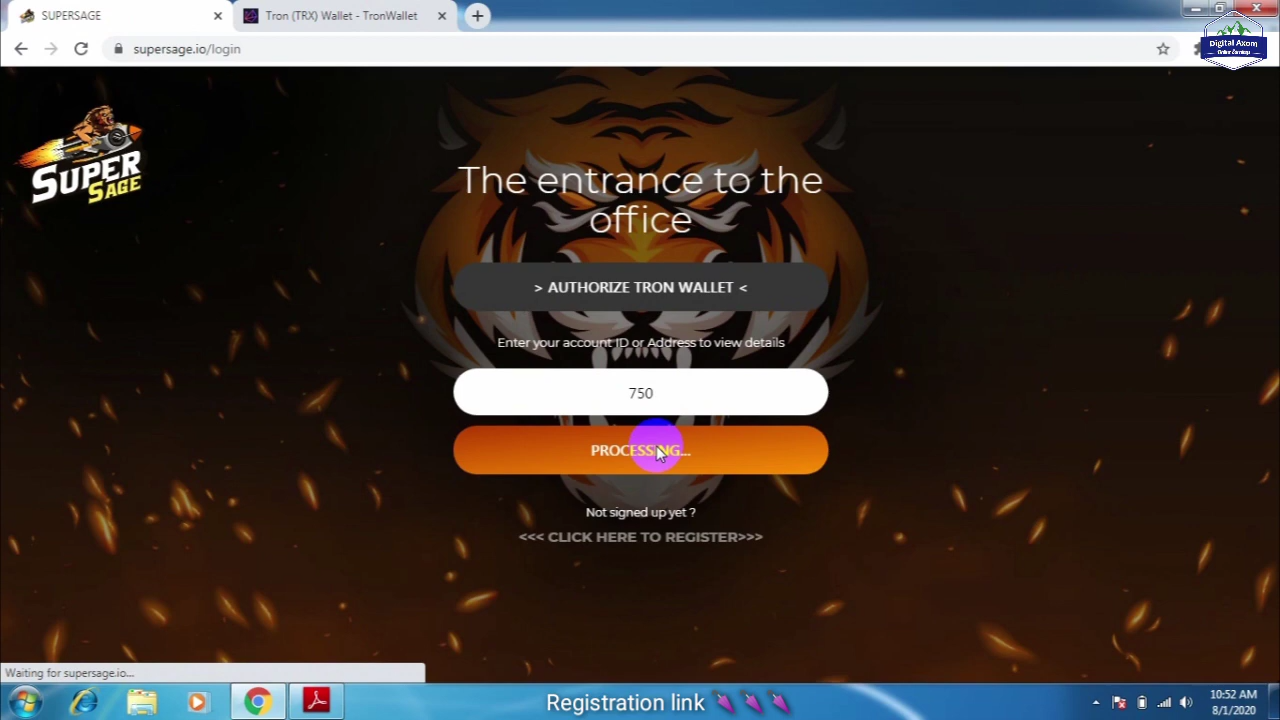 SUPERSAGE
Tron (TRX) Wallet - TronWallet
supersage.io/login
Digital Axom
SUPER
SAGE
The entrance to the
office
> AUTHORIZE TRON WALLET <
Enter your account ID or Address to view details
750
PROCESSING...
Not signed up yet ?
<<< CLICK HERE TO REGISTER>>>
Waiting for supersage.io...
Registration link
10:52 AM
8/1/2020